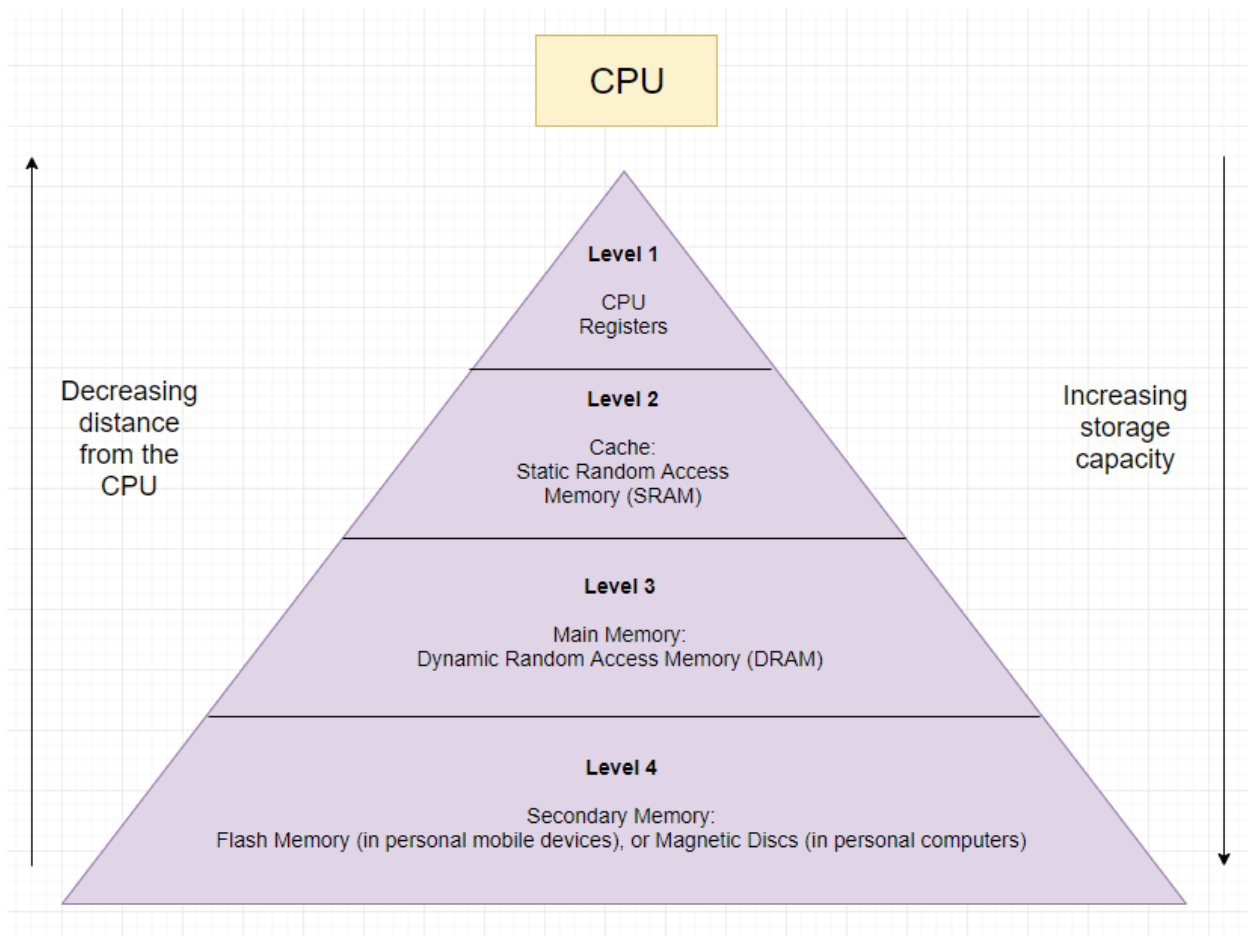 CPU
Level 1
CPU
Registers
Decreasing
distance
from the
CPU
Level 2
Cache:
Static Random Access
Memory (SRAM)
Increasing
storage
capacity
Level 3
Main Memory:
Dynamic Random Access Memory (DRAM)
Level 4
Secondary Memory:
Flash Memory (in personal mobile devices), or Magnetic Discs (in personal computers)